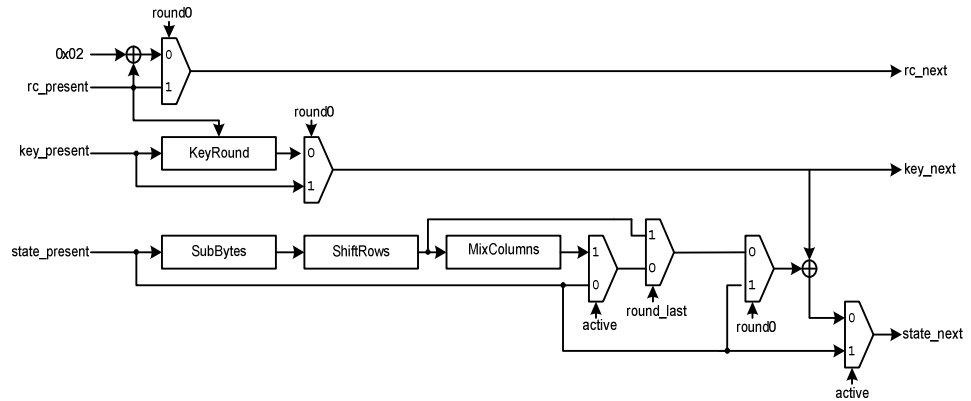 round0
0x02
0
rc_present
1
rc_next
round0
key_present
KeyRound
0
1
key_next
state_present
SubBytes
ShiftRows
MixColumns
1
0
active
1
0
round_last
0
1
round0
0
1
state_next
active